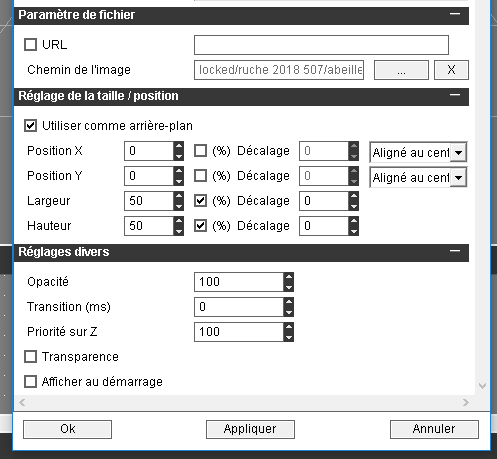 Paramètre de fichier
URL
Chemin de l'image locked/ruche 2018 507/abeille ... X
Réglage de la taille / position
Utiliser comme arrière-plan
Position X 0 (%) Décalage 0 Aligné au cent
Position Y 0 (%) Décalage 0 Aligné au cent
Largeur 50 (%) Décalage 0
Hauteur 50 (%) Décalage 0
Réglages divers
Opacité 100
Transition (ms) 0
Priorité sur Z 100
Transparence
Afficher au démarrage
Ok Appliquer Annuler